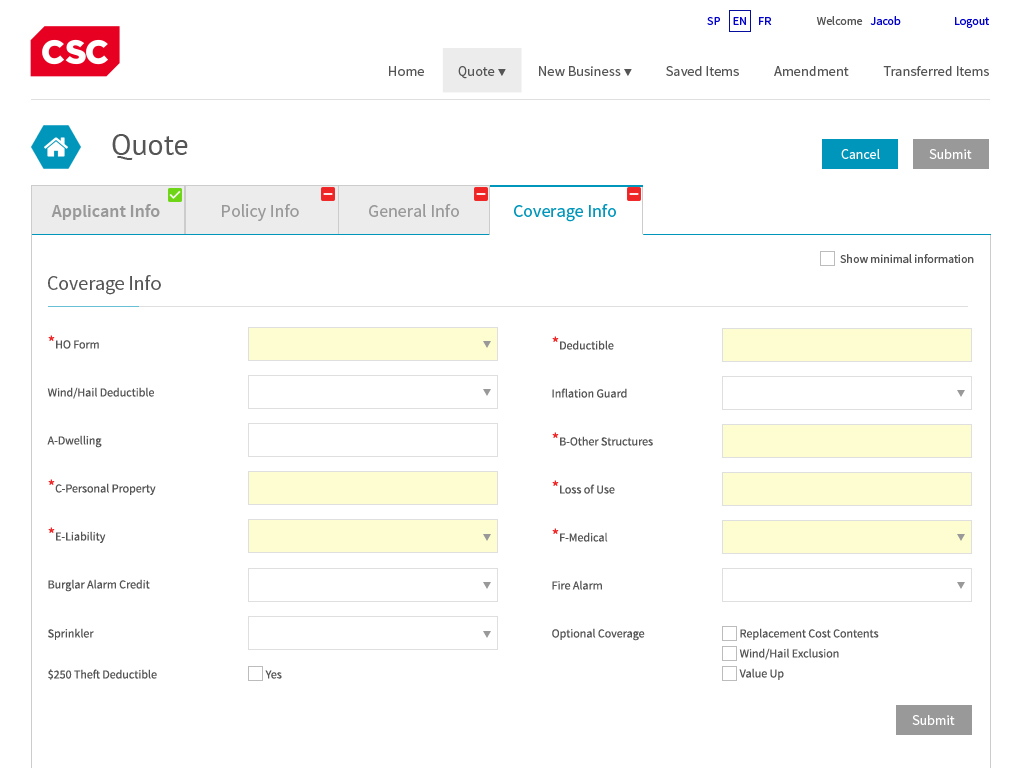 SP EN FR Welcome Jacob Logout
CSC
Home Quote ▾ New Business ▾ Saved Items Amendment Transferred Items
Quote
Cancel Submit
Applicant Info Policy Info General Info Coverage Info
Show minimal information
Coverage Info
*HO Form *Deductible
Wind/Hail Deductible Inflation Guard
A-Dwelling *B-Other Structures
*C-Personal Property *Loss of Use
*E-Liability *F-Medical
Burglar Alarm Credit Fire Alarm
Sprinkler Optional Coverage Replacement Cost Contents
Wind/Hail Exclusion
$250 Theft Deductible Yes Value Up
Submit